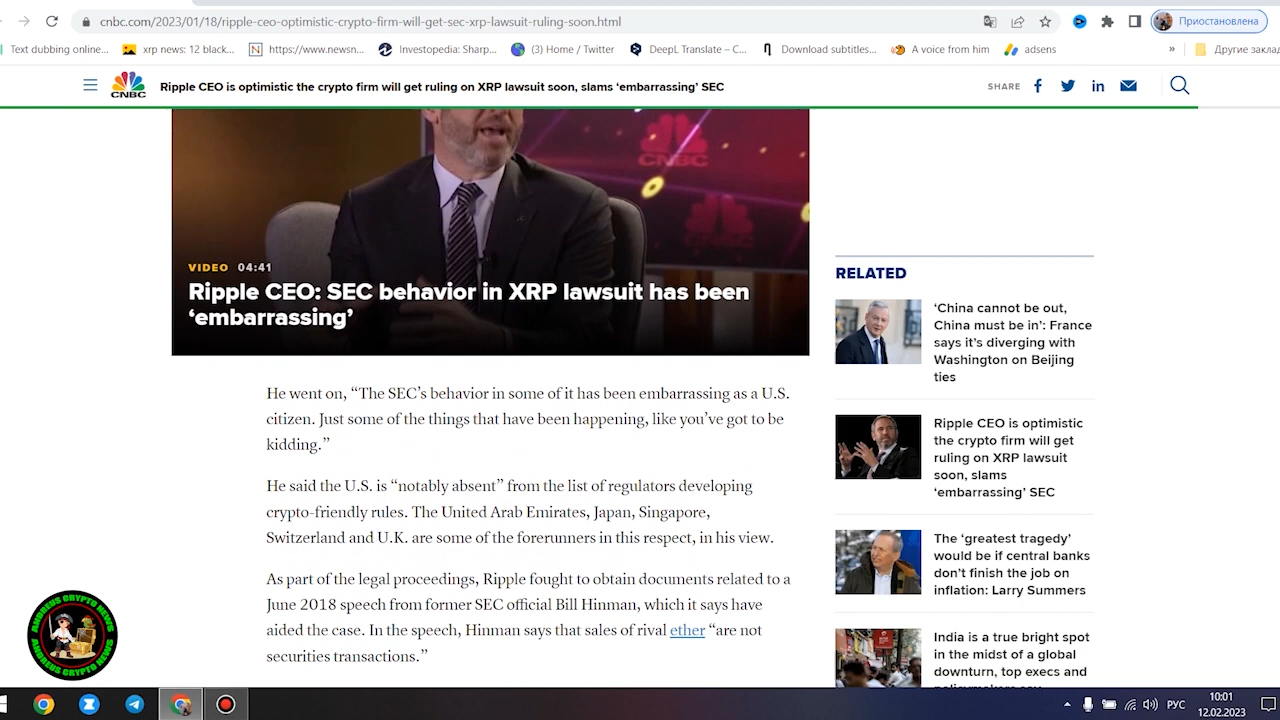 cnbc.com/2023/01/18/ripple-ceo-optimistic-crypto-firm-will-get-sec-xrp-lawsuit-ruling-soon.html
Приостановлена
Text dubbing online...
xrp news: 12 black...
https://www.newsn...
Investopedia: Sharp...
(3) Home / Twitter
DeepL Translate – C...
Download subtitles...
A voice from him
adsens
»
Другие закла
CNBC
Ripple CEO is optimistic the crypto firm will get ruling on XRP lawsuit soon, slams ‘embarrassing’ SEC
SHARE
CNBC
VIDEO 04:41
Ripple CEO: SEC behavior in XRP lawsuit has been
‘embarrassing’
He went on, “The SEC’s behavior in some of it has been embarrassing as a U.S.
citizen. Just some of the things that have been happening, like you’ve got to be
kidding.”
He said the U.S. is “notably absent” from the list of regulators developing
crypto-friendly rules. The United Arab Emirates, Japan, Singapore,
Switzerland and U.K. are some of the forerunners in this respect, in his view.
As part of the legal proceedings, Ripple fought to obtain documents related to a
June 2018 speech from former SEC official Bill Hinman, which it says have
aided the case. In the speech, Hinman says that sales of rival ether “are not
securities transactions.”
RELATED
‘China cannot be out,
China must be in’: France
says it’s diverging with
Washington on Beijing
ties
Ripple CEO is optimistic
the crypto firm will get
ruling on XRP lawsuit
soon, slams
‘embarrassing’ SEC
The ‘greatest tragedy’
would be if central banks
don’t finish the job on
inflation: Larry Summers
India is a true bright spot
in the midst of a global
downturn, top execs and
ANDREUS CRYPTO NEWS
ANDREUS CRYPTO NEWS
РУС
10:01
12.02.2023